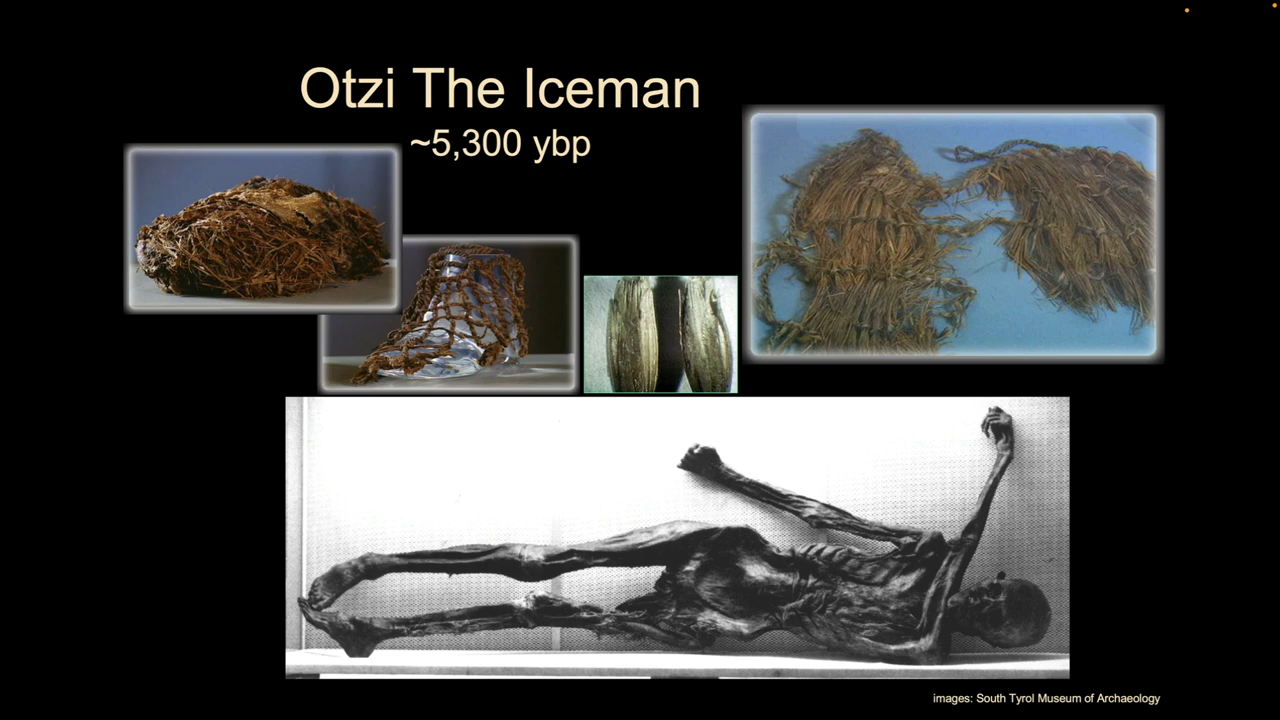 Otzi The Iceman
~5,300 ybp
images: South Tyrol Museum of Archaeology